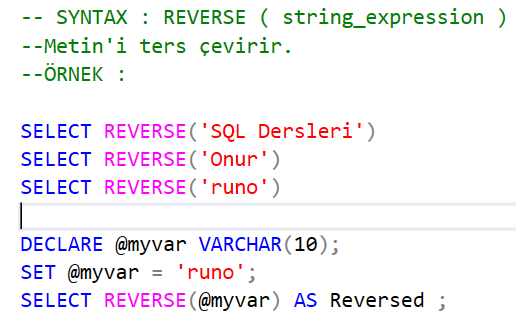 -- SYNTAX : REVERSE ( string_expression )
--Metin'i ters çevirir.
--ÖRNEK :
SELECT REVERSE('SQL Dersleri')
SELECT REVERSE('Onur')
SELECT REVERSE('runo')
DECLARE @myvar VARCHAR(10);
SET @myvar = 'runo';
SELECT REVERSE(@myvar) AS Reversed ;